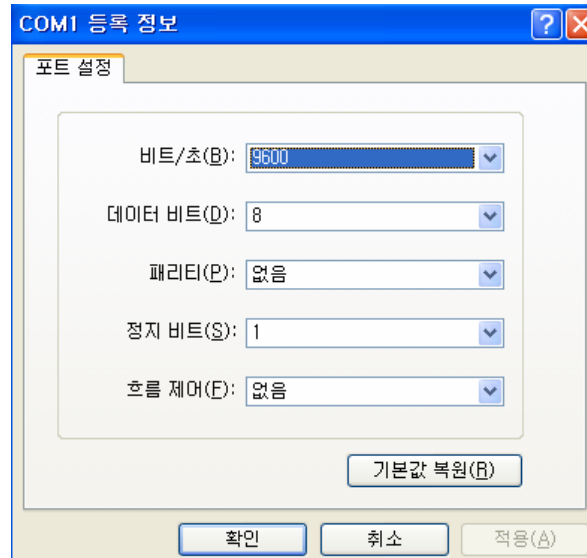 COM1 등록 정보
포트 설정
비트/초(B): 9600
데이터 비트(D): 8
패리티(P): 없음
정지 비트(S): 1
흐름 제어(F): 없음
기본값 복원(R)
확인 취소 적용(A)